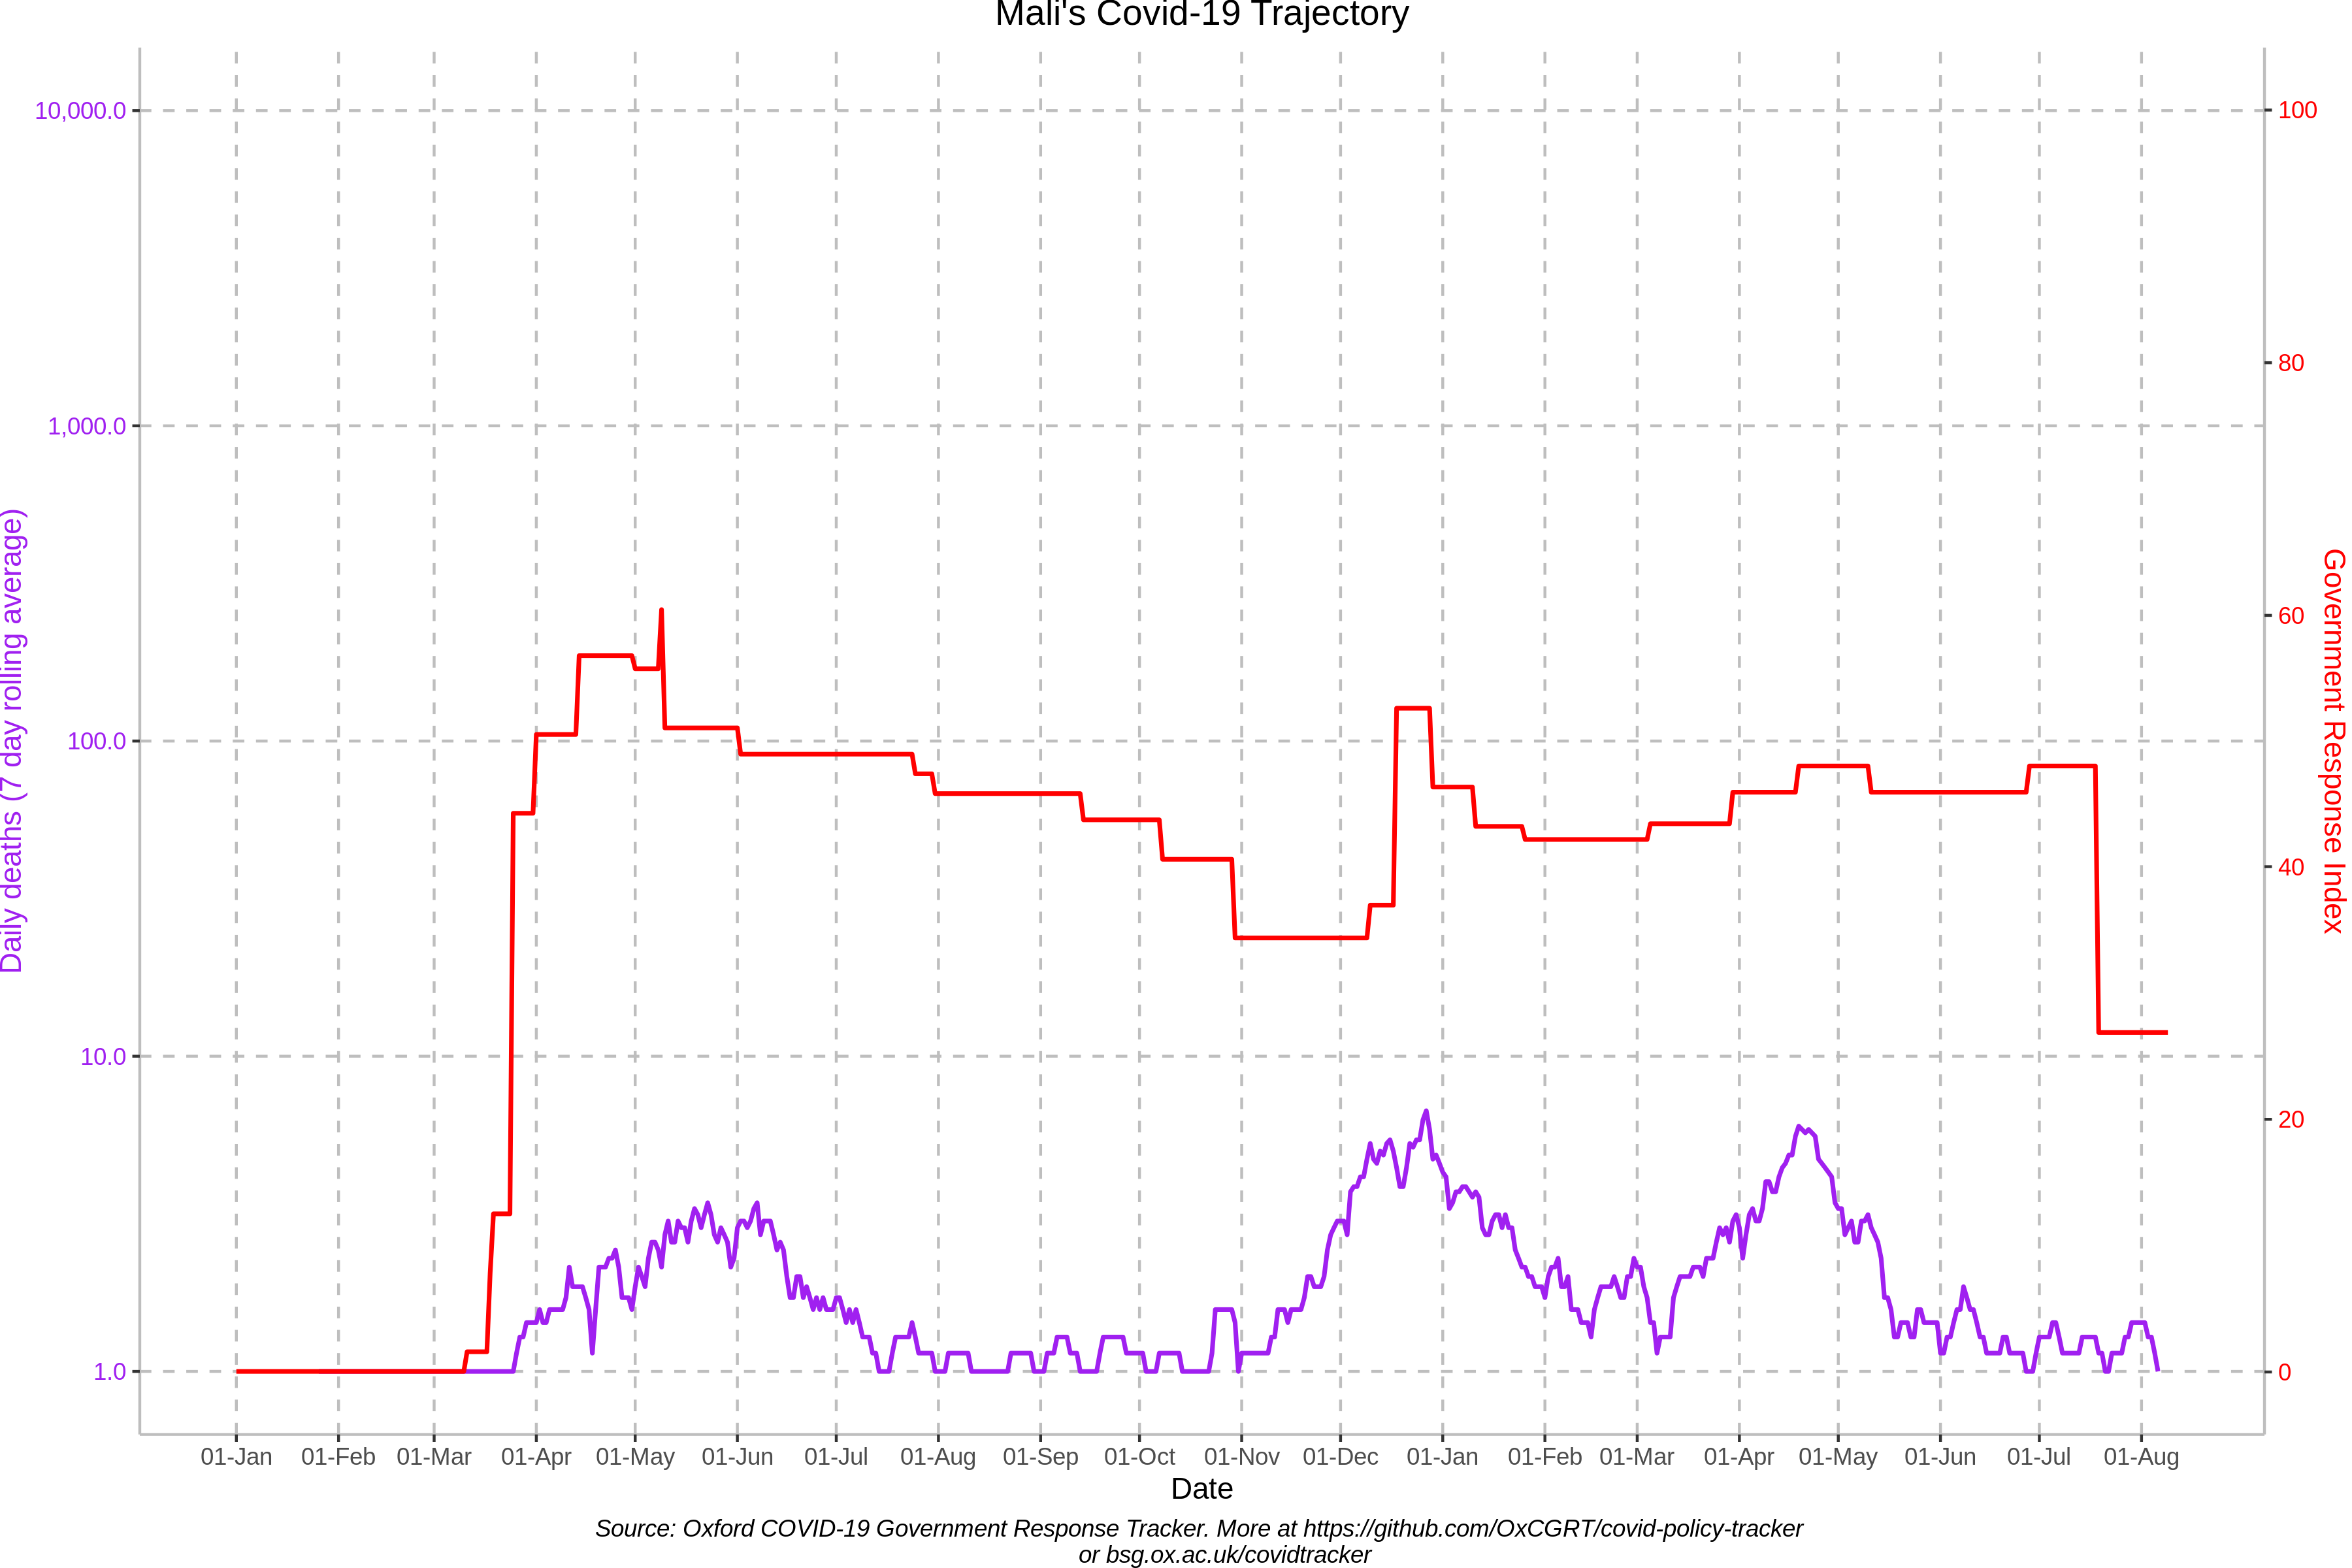 Mali's Covid-19 Trajectory
10,000.0
1,000.0
100.0
10.0
1.0
Daily deaths (7 day rolling average)
100
80
60
40
20
0
Government Response Index
01-Jan 01-Feb 01-Mar 01-Apr 01-May 01-Jun 01-Jul 01-Aug 01-Sep 01-Oct 01-Nov 01-Dec 01-Jan 01-Feb 01-Mar 01-Apr 01-May 01-Jun 01-Jul 01-Aug
Date
Source: Oxford COVID-19 Government Response Tracker. More at https://github.com/OxCGRT/covid-policy-tracker
or bsg.ox.ac.uk/covidtracker